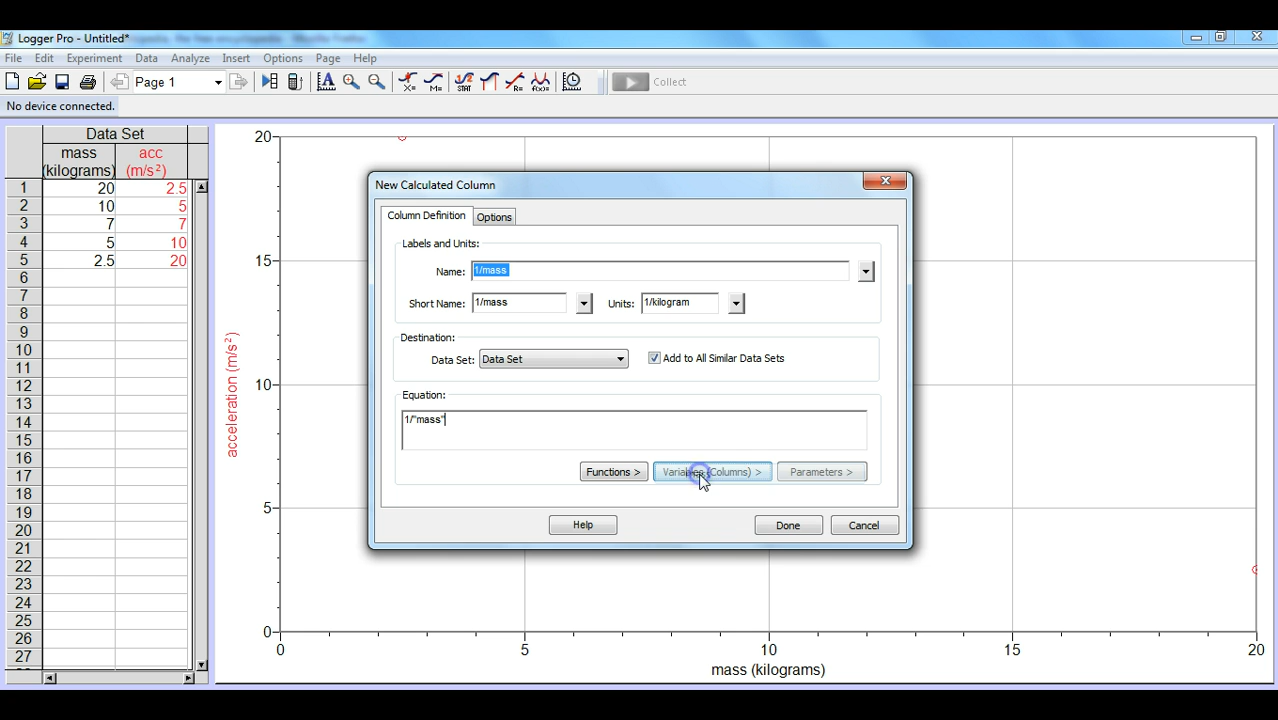 Logger Pro - Untitled*
File Edit Experiment Data Analyze Insert Options Page Help
Page 1
Collect
No device connected.
Data Set
mass acc
(kilograms) (m/s²)
1 20 2.5
2 10 5
3 7 7
4 5 10
5 2.5 20
6
7
8
9
10
11
12
13
14
15
16
17
18
19
20
21
22
23
24
25
26
27
acceleration (m/s²)
20
15
10
5
0
0 5 10 15 20
mass (kilograms)
New Calculated Column
Column Definition Options
Labels and Units:
Name: 1/mass
Short Name: 1/mass Units: 1/kilogram
Destination:
Data Set: Data Set Add to All Similar Data Sets
Equation:
1/"mass"
Functions > Variables (Columns) > Parameters >
Help Done Cancel